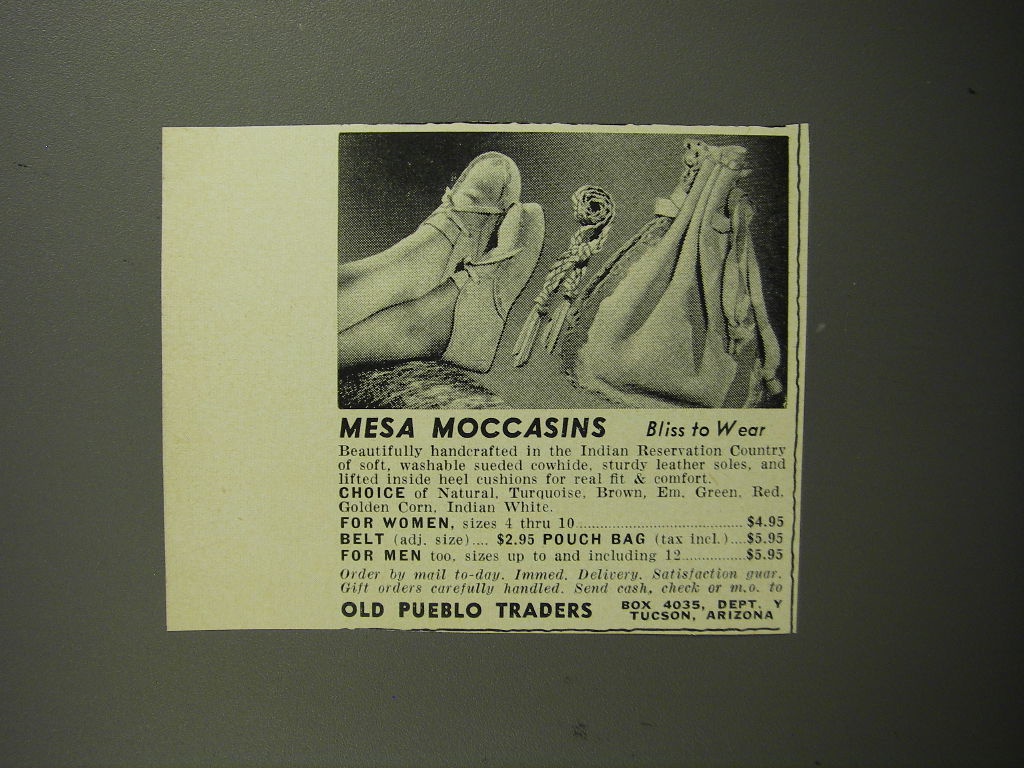 MESA MOCCASINS Bliss to Wear
Beautifully handcrafted in the Indian Reservation Country
of soft, washable sueded cowhide, sturdy leather soles, and
lifted inside heel cushions for real fit & comfort.
CHOICE of Natural, Turquoise, Brown, Em. Green, Red,
Golden Corn, Indian White.
FOR WOMEN, sizes 4 thru 10........................................ $4.95
BELT (adj. size).... $2.95 POUCH BAG (tax incl.)....$5.95
FOR MEN too, sizes up to and including 12...............$5.95
Order by mail to-day. Immed. Delivery. Satisfaction guar.
Gift orders carefully handled. Send cash, check or m.o. to
OLD PUEBLO TRADERS BOX 4035, DEPT. Y
TUCSON, ARIZONA